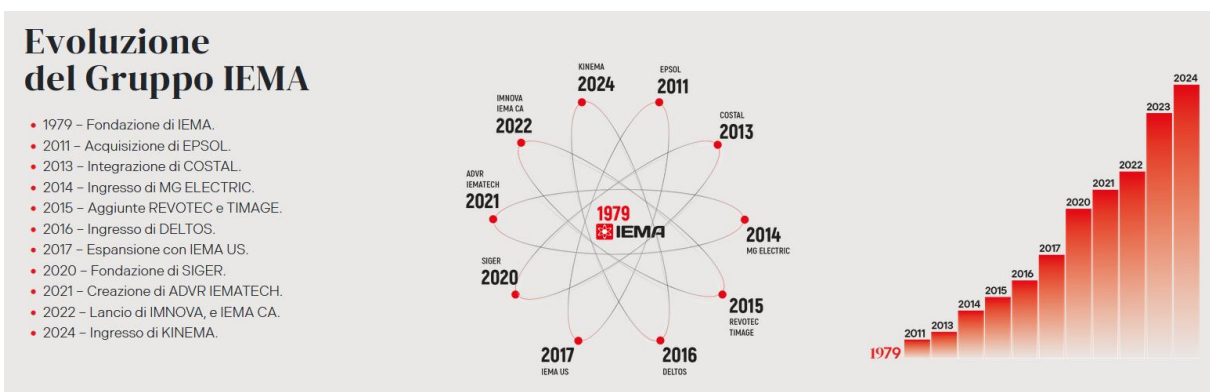 Evoluzione
del Gruppo IEMA
• 1979 – Fondazione di IEMA.
• 2011 – Acquisizione di EPSOL.
• 2013 – Integrazione di COSTAL.
• 2014 – Ingresso di MG ELECTRIC.
• 2015 – Aggiunte REVOTEC e TIMAGE.
• 2016 – Ingresso di DELTOS.
• 2017 – Espansione con IEMA US.
• 2020 – Fondazione di SIGER.
• 2021 – Creazione di ADVR IEMATECH.
• 2022 – Lancio di IMNOVA, e IEMA CA.
• 2024 – Ingresso di KINEMA.
KINEMA
2024
EPSOL
2011
IMNOVA
IEMA CA
2022
COSTAL
2013
ADVR
IEMATECH
2021
1979
IEMA
2014
MG ELECTRIC
SIGER
2020
2015
REVOTEC
TIMAGE
2017
IEMA US
2016
DELTOS
1979
2011
2013
2014
2015
2016
2017
2020
2021
2022
2023
2024